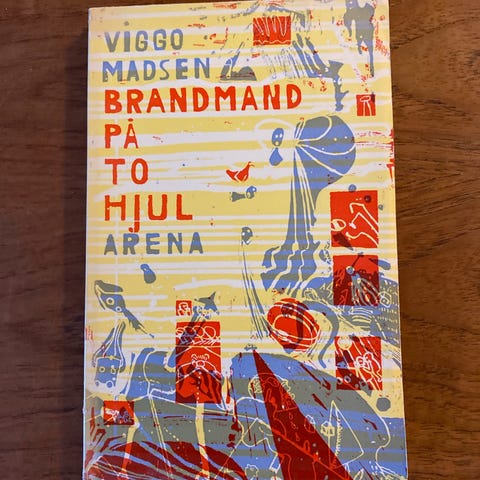 VIGGO
MADSEN
BRANDMAND
PÅ
TO
HJUL
ARENA